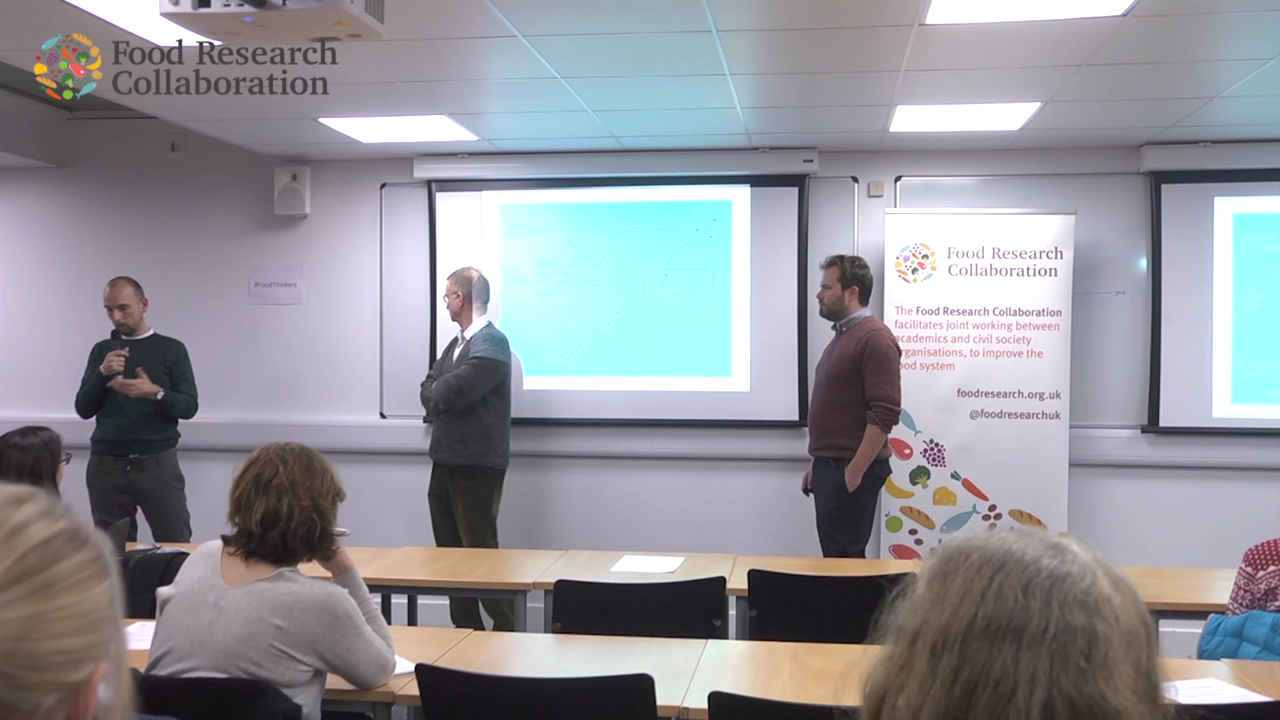 Food Research
Collaboration
#FoodThinkers
Food Research
Collaboration
The Food Research Collaboration
facilitates joint working between
academics and civil society
organisations, to improve the
food system
foodresearch.org.uk
@foodresearchuk